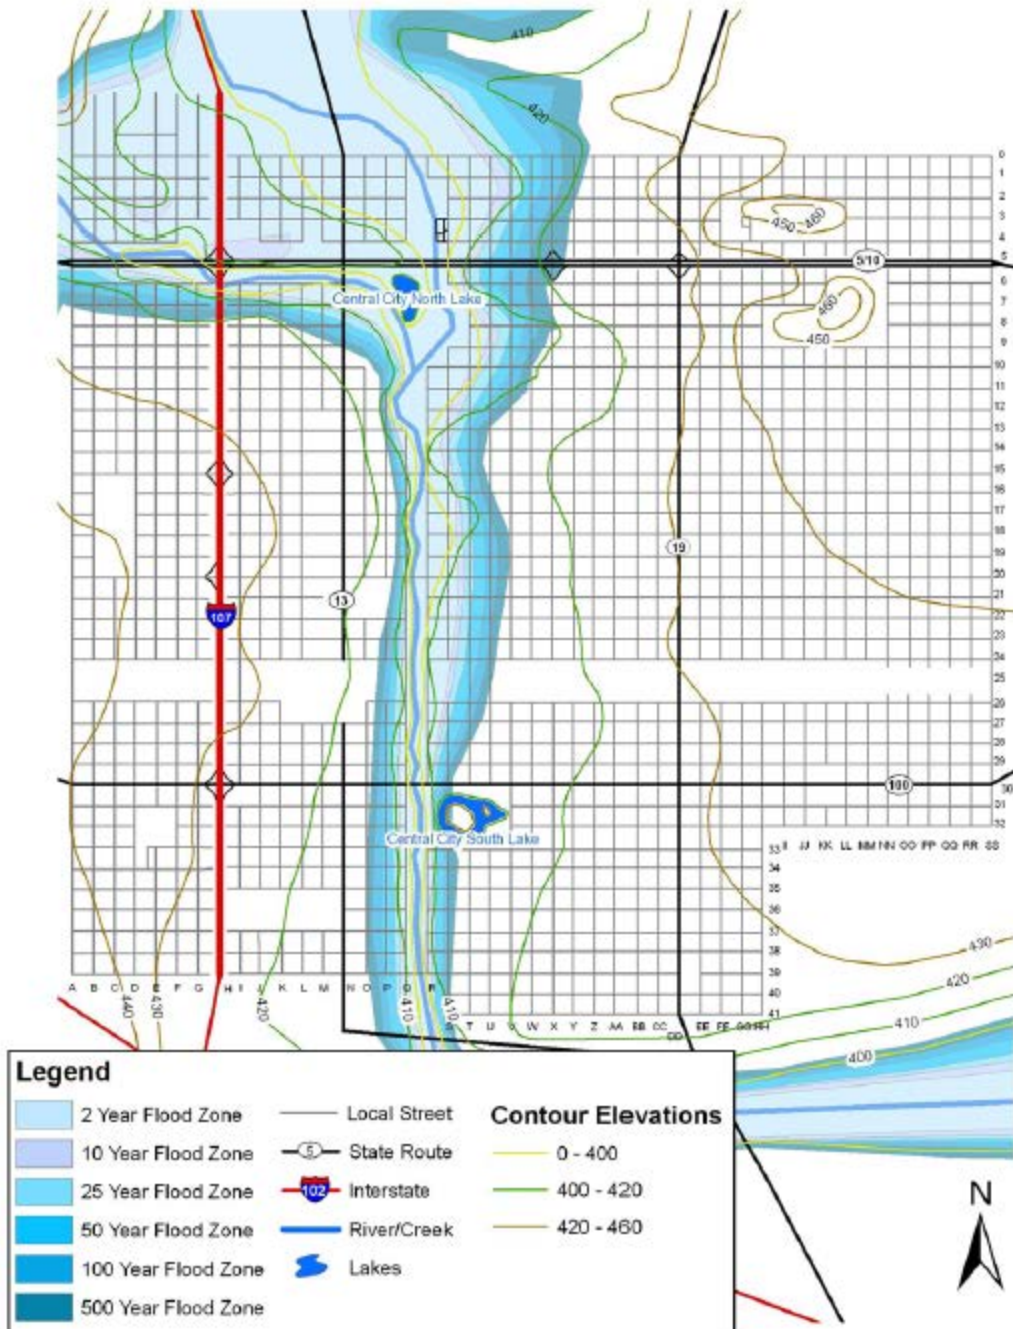 410
420
0
1
2
3
4
450
460
5/10
5
6
Central City North Lake
7
460
8
450
9
10
11
12
13
14
15
16
17
18
19
19
20
21
13
107
22
23
24
25
26
27
28
29
100
30
31
32
Central City South Lake
33 II JJ KK LL MM NN OO PP QQ RR SS
34
35
36
37
38
39
430
A B C D E F G H I J K L M N O P Q R
40
420
440
430
420
410
410
41
S T U V W X Y Z AA BB CC DD EE FF GG HH
410
400
Legend
2 Year Flood Zone
10 Year Flood Zone
25 Year Flood Zone
50 Year Flood Zone
100 Year Flood Zone
500 Year Flood Zone
Local Street
5 State Route
102 Interstate
River/Creek
Lakes
Contour Elevations
0 - 400
400 - 420
420 - 460
N